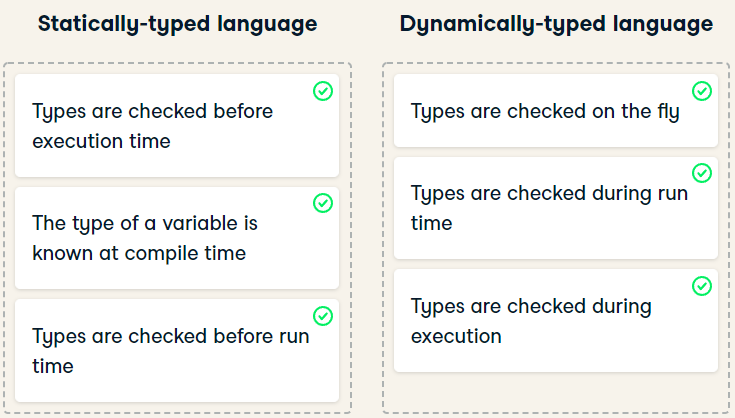 Statically-typed language
Types are checked before
execution time
The type of a variable is
known at compile time
Types are checked before run
time
Dynamically-typed language
Types are checked on the fly
Types are checked during run
time
Types are checked during
execution